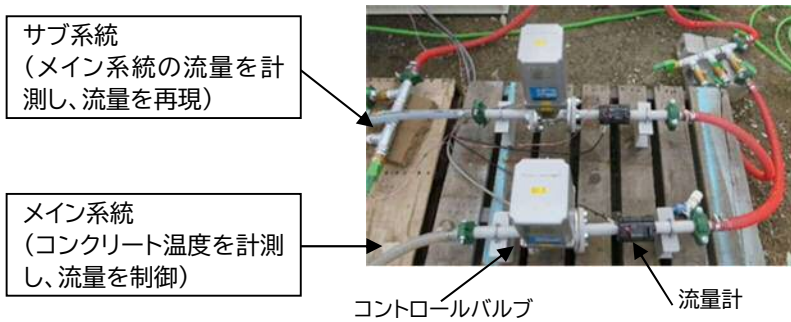 サブ系統
（メイン系統の流量を計
測し、流量を再現）
メイン系統
（コンクリート温度を計測
し、流量を制御）
コントロールバルブ
流量計